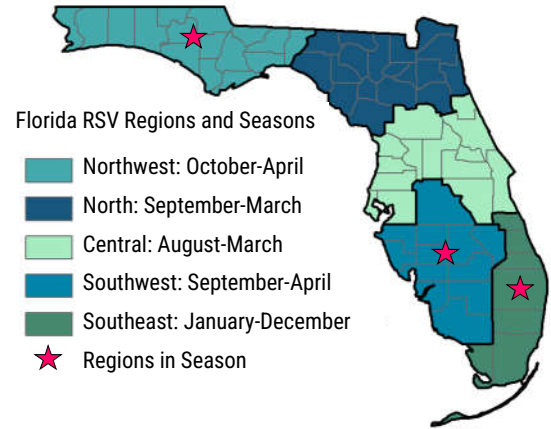 Florida RSV Regions and Seasons
Northwest: October-April
North: September-March
Central: August-March
Southwest: September-April
Southeast: January-December
Regions in Season